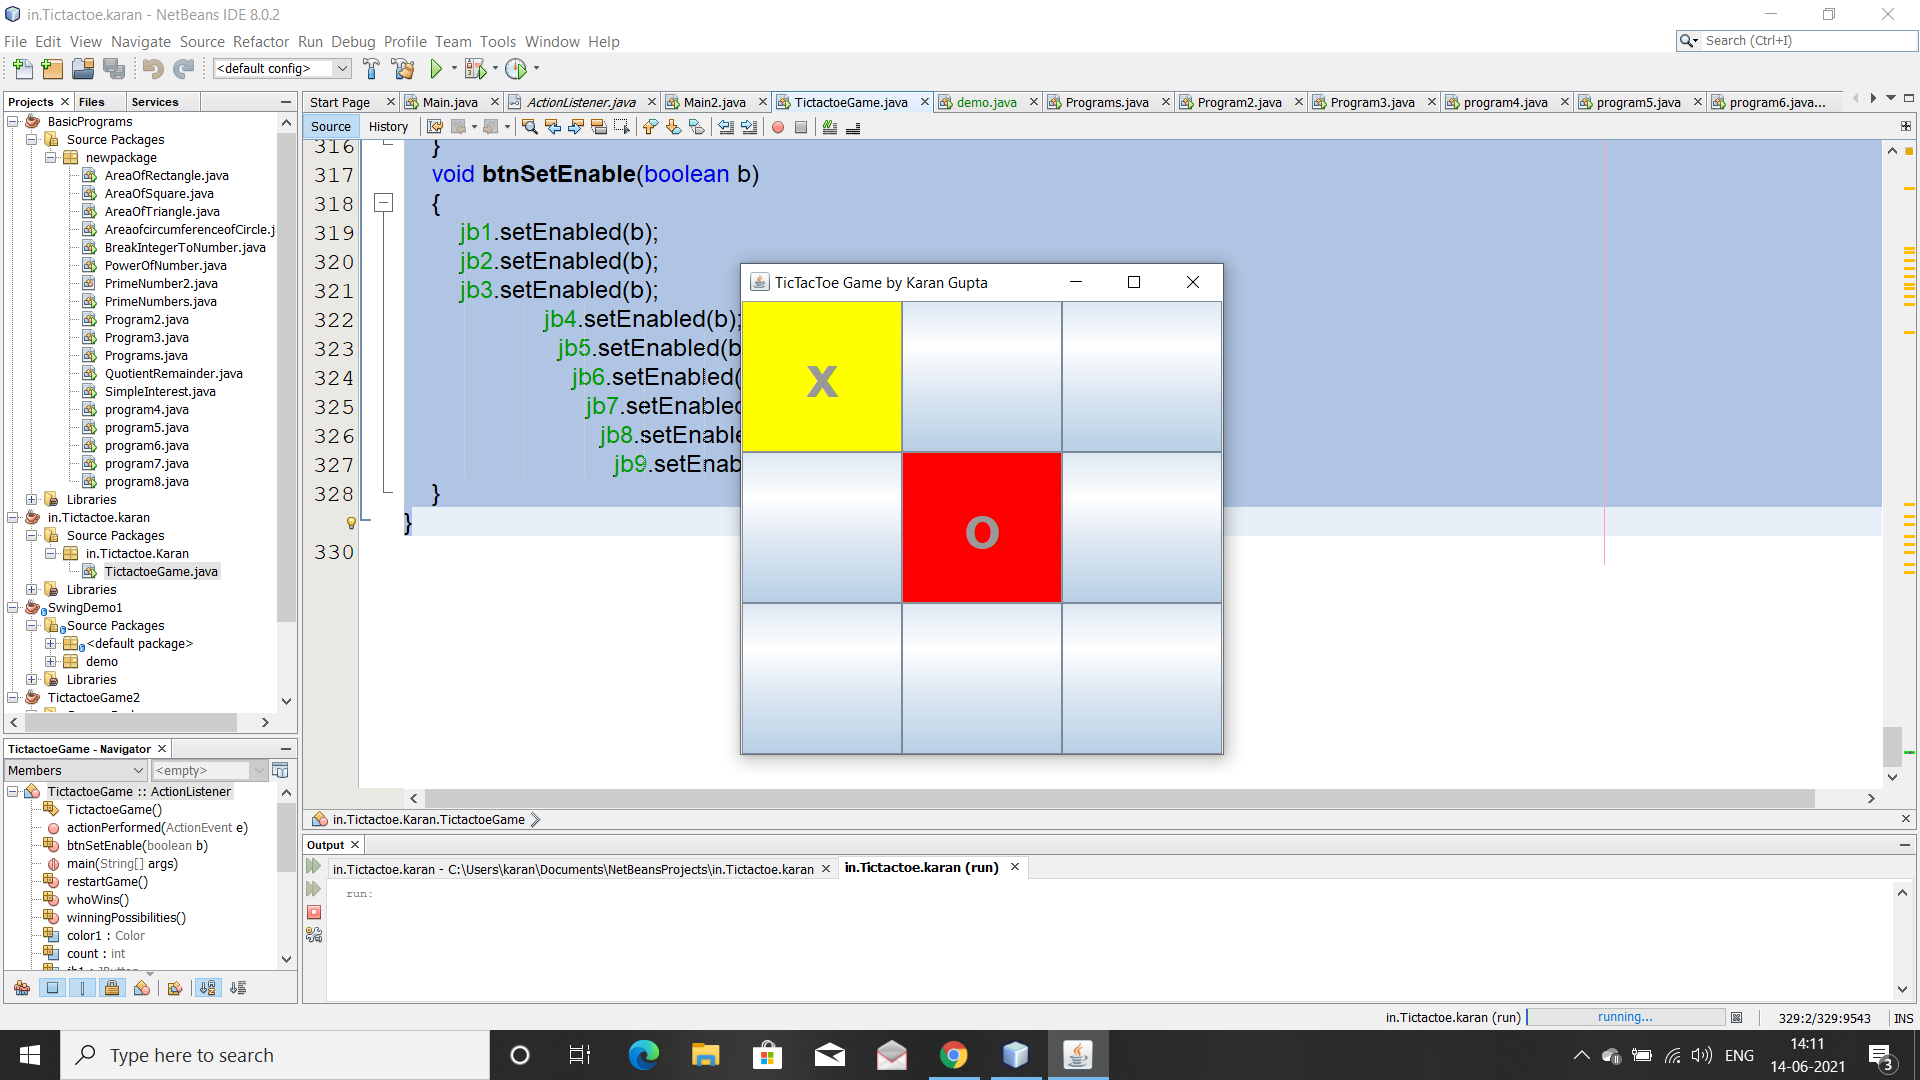 in.Tictactoe.karan - NetBeans IDE 8.0.2
File Edit View Navigate Source Refactor Run Debug Profile Team Tools Window Help
Search (Ctrl+I)
<default config>
Projects Files Services
BasicPrograms
Source Packages
newpackage
AreaOfRectangle.java
AreaOfSquare.java
AreaOfTriangle.java
AreaofcircumferenceofCircle.j
BreakIntegerToNumber.java
PowerOfNumber.java
PrimeNumber2.java
PrimeNumbers.java
Program2.java
Program3.java
Programs.java
QuotientRemainder.java
SimpleInterest.java
program4.java
program5.java
program6.java
program7.java
program8.java
Libraries
in.Tictactoe.karan
Source Packages
in.Tictactoe.Karan
TictactoeGame.java
Libraries
SwingDemo1
Source Packages
<default package>
demo
Libraries
TictactoeGame2
TictactoeGame - Navigator
Members <empty>
TictactoeGame :: ActionListener
TictactoeGame()
actionPerformed(ActionEvent e)
btnSetEnable(boolean b)
main(String[] args)
restartGame()
whoWins()
winningPossibilities()
color1 : Color
count : int
Start Page Main.java ActionListener.java Main2.java TictactoeGame.java demo.java Programs.java Program2.java Program3.java program4.java program5.java program6.java...
Source History
316 }
317 void btnSetEnable(boolean b)
318 {
319 jb1.setEnabled(b);
320 jb2.setEnabled(b);
321 jb3.setEnabled(b);
322 jb4.setEnabled(b);
323 jb5.setEnabled(b
324 jb6.setEnabled(
325 jb7.setEnabled
326 jb8.setEnable
327 jb9.setEnab
328 }
}
330
TicTacToe Game by Karan Gupta
X
O
in.Tictactoe.Karan.TictactoeGame
Output
in.Tictactoe.karan - C:\Users\karan\Documents\NetBeansProjects\in.Tictactoe.karan in.Tictactoe.karan (run)
run:
in.Tictactoe.karan (run) running... 329:2/329:9543 INS
Type here to search
ENG
14:11
14-06-2021
3